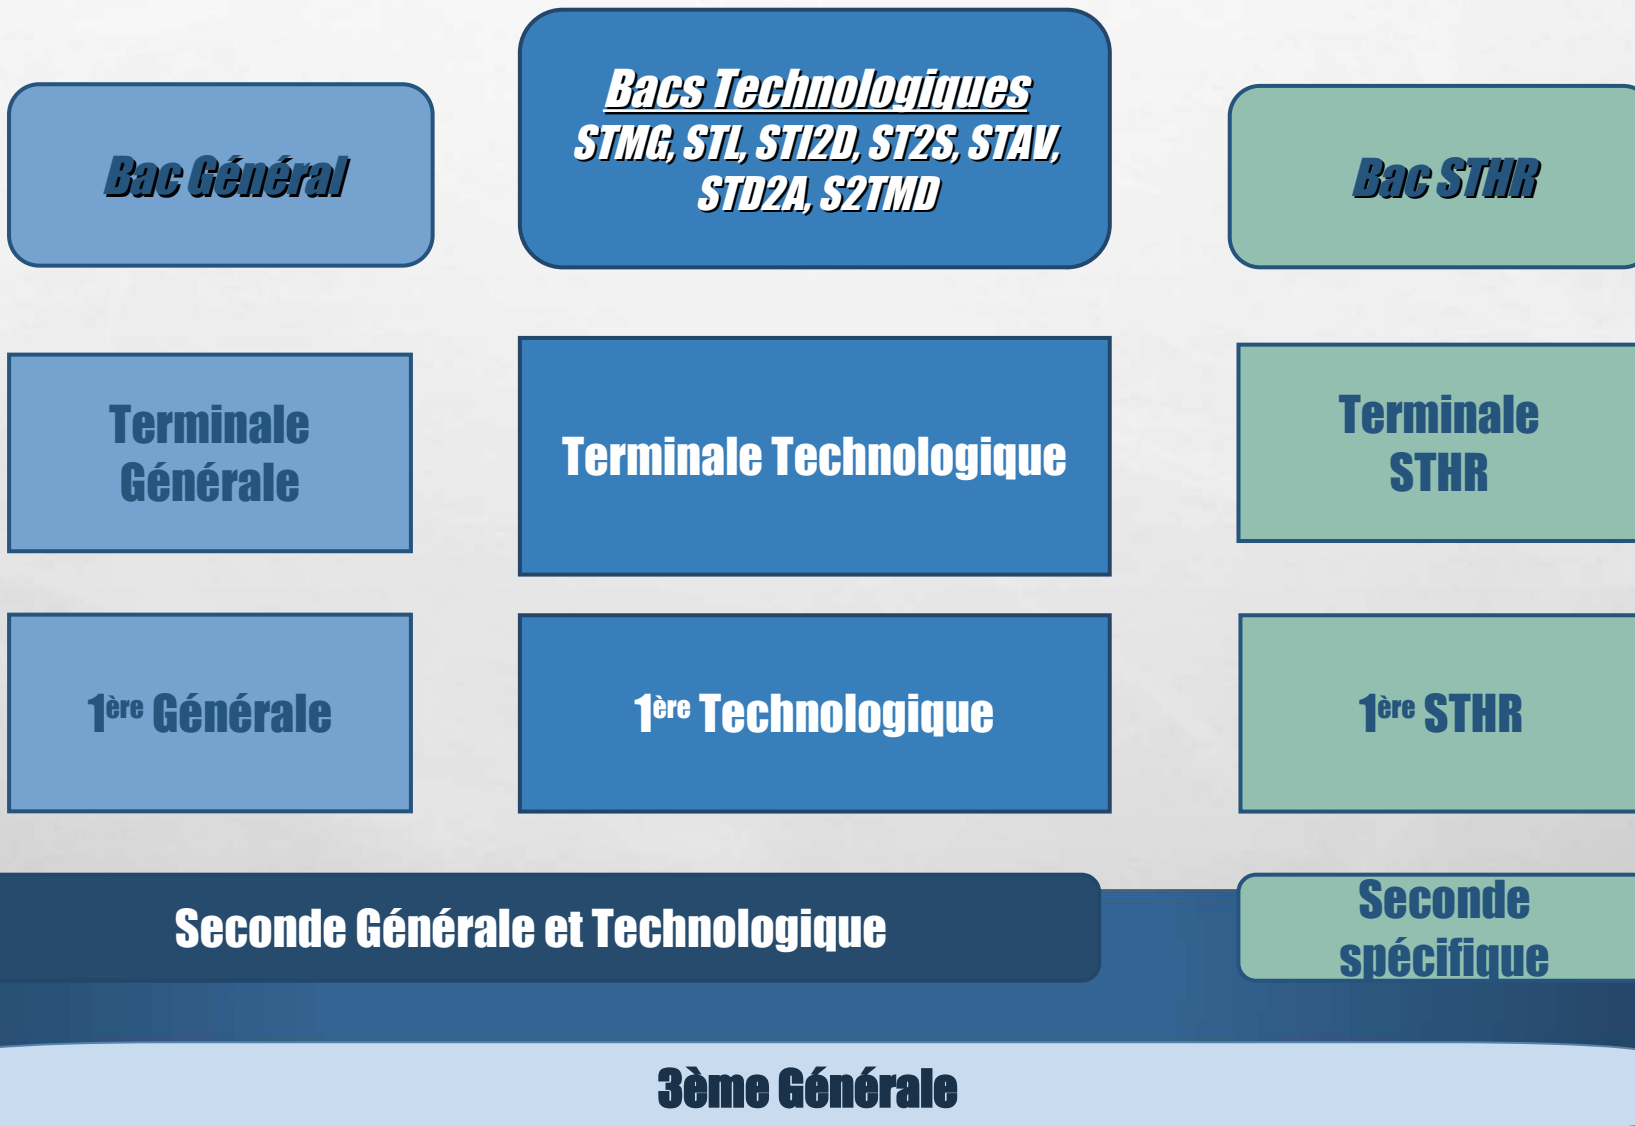 Bacs Technologiques
STMG, STL, STI2D, ST2S, STAV,
STD2A, S2TMD
Bac Général
Bac STHR
Terminale
Générale
Terminale Technologique
Terminale
STHR
1ère Générale
1ère Technologique
1ère STHR
Seconde Générale et Technologique
Seconde
spécifique
3ème Générale